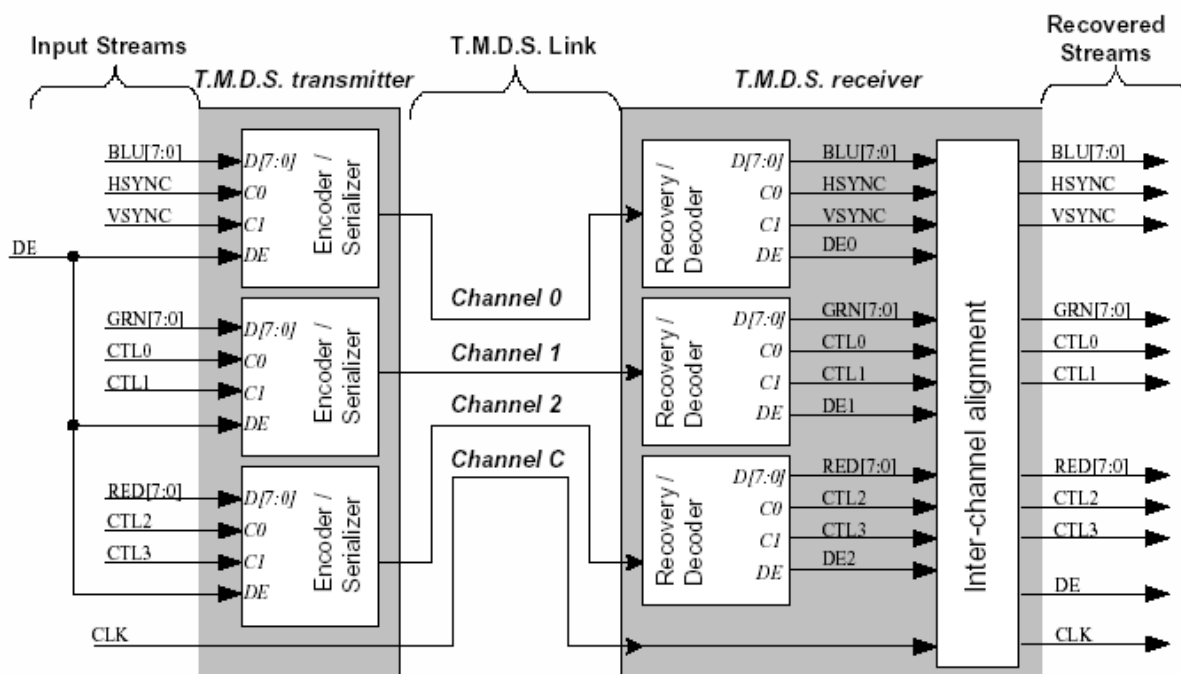 Input Streams
T.M.D.S. Link
Recovered
Streams
T.M.D.S. transmitter
T.M.D.S. receiver
BLU[7:0]
HSYNC
VSYNC
DE
D[7:0]
C0
C1
DE
Encoder /
Serializer
GRN[7:0]
CTL0
CTL1
D[7:0]
C0
C1
DE
Encoder /
Serializer
RED[7:0]
CTL2
CTL3
D[7:0]
C0
C1
DE
Encoder /
Serializer
CLK
Channel 0
Channel 1
Channel 2
Channel C
Recovery /
Decoder
D[7:0]
C0
C1
DE
BLU[7:0]
HSYNC
VSYNC
DE0
Recovery /
Decoder
D[7:0]
C0
C1
DE
GRN[7:0]
CTL0
CTL1
DE1
Recovery /
Decoder
D[7:0]
C0
C1
DE
RED[7:0]
CTL2
CTL3
DE2
Inter-channel alignment
BLU[7:0]
HSYNC
VSYNC
GRN[7:0]
CTL0
CTL1
RED[7:0]
CTL2
CTL3
DE
CLK